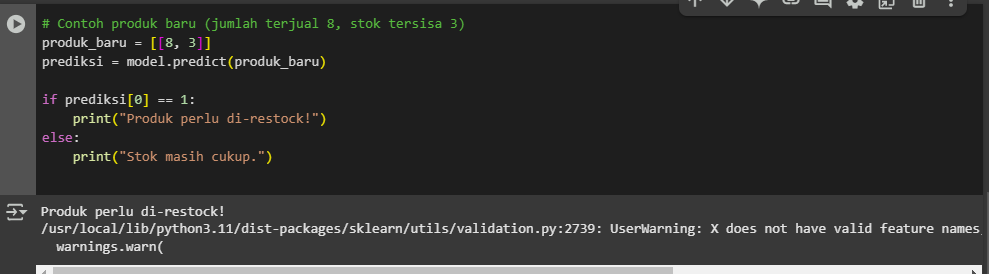 # Contoh produk baru (jumlah terjual 8, stok tersisa 3)
produk_baru = [[8, 3]]
prediksi = model.predict(produk_baru)
if prediksi[0] == 1:
    print("Produk perlu di-restock!")
else:
    print("Stok masih cukup.")
Produk perlu di-restock!
/usr/local/lib/python3.11/dist-packages/sklearn/utils/validation.py:2739: UserWarning: X does not have valid feature names,
  warnings.warn(